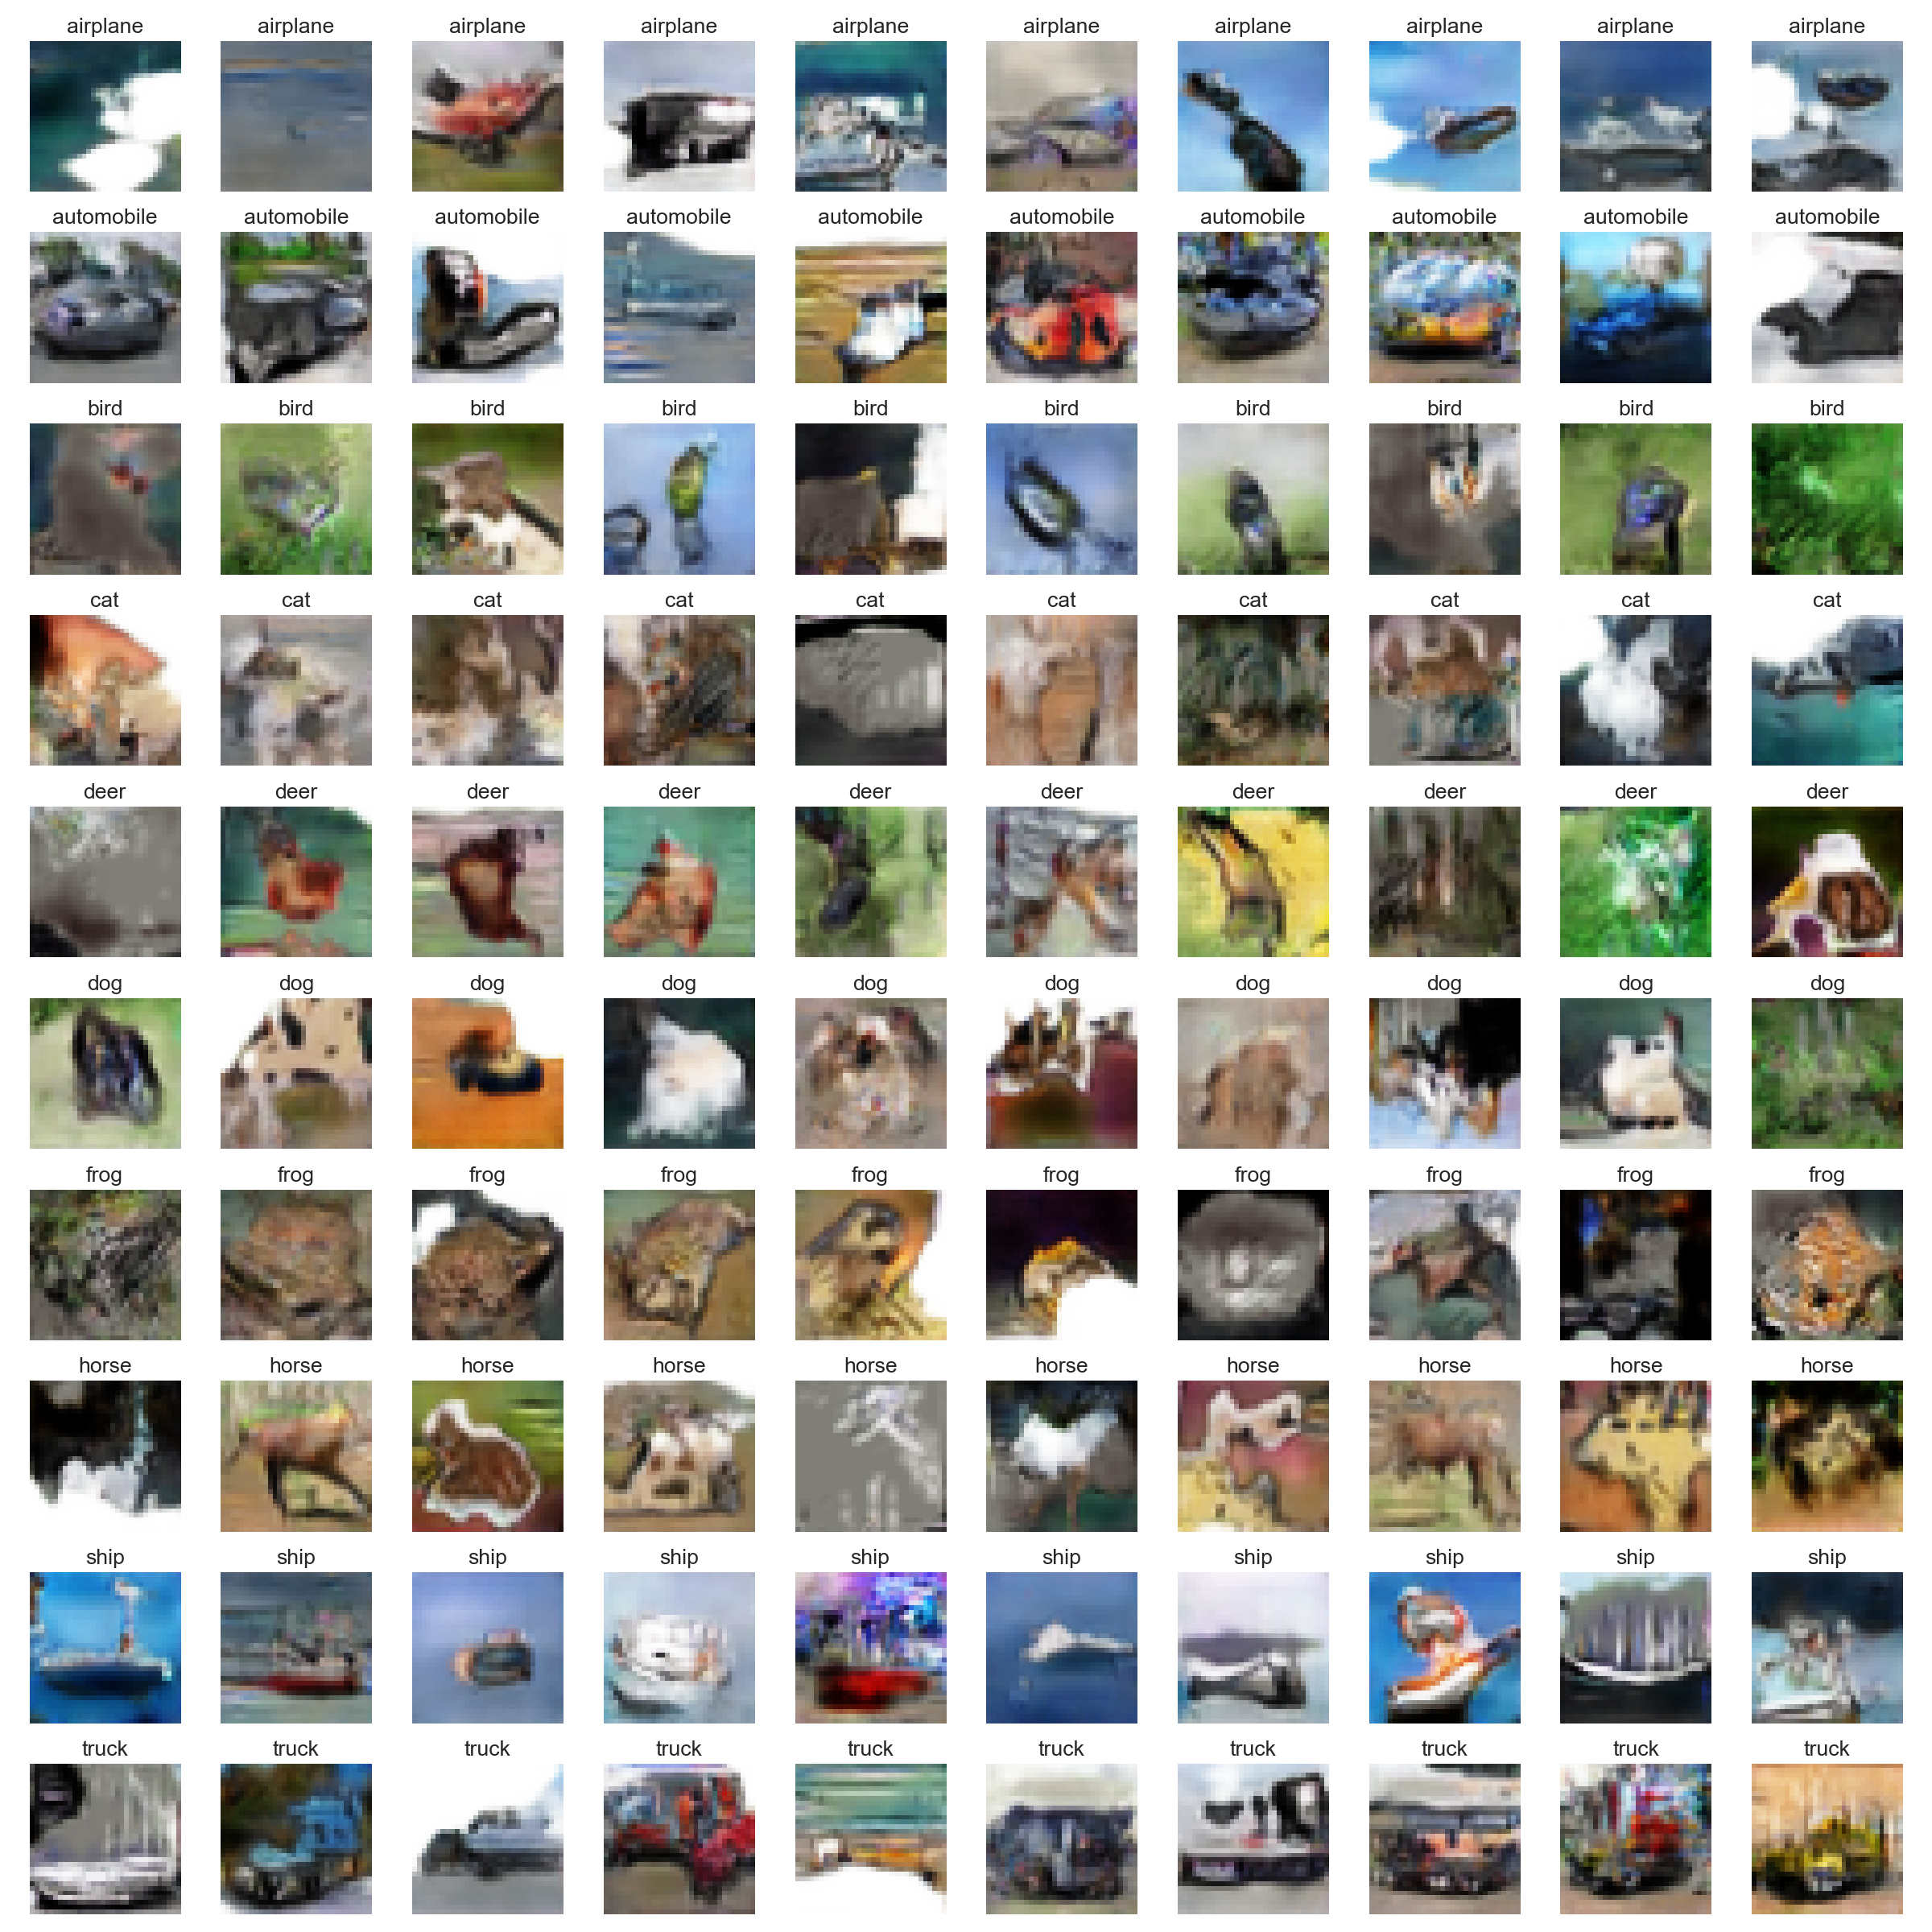 airplane airplane airplane airplane airplane airplane airplane airplane airplane airplane
automobile automobile automobile automobile automobile automobile automobile automobile automobile automobile
bird bird bird bird bird bird bird bird bird bird
cat cat cat cat cat cat cat cat cat cat
deer deer deer deer deer deer deer deer deer deer
dog dog dog dog dog dog dog dog dog dog
frog frog frog frog frog frog frog frog frog frog
horse horse horse horse horse horse horse horse horse horse
ship ship ship ship ship ship ship ship ship ship
truck truck truck truck truck truck truck truck truck truck